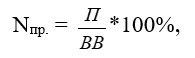 Nпр. = П/ВВ *100%,